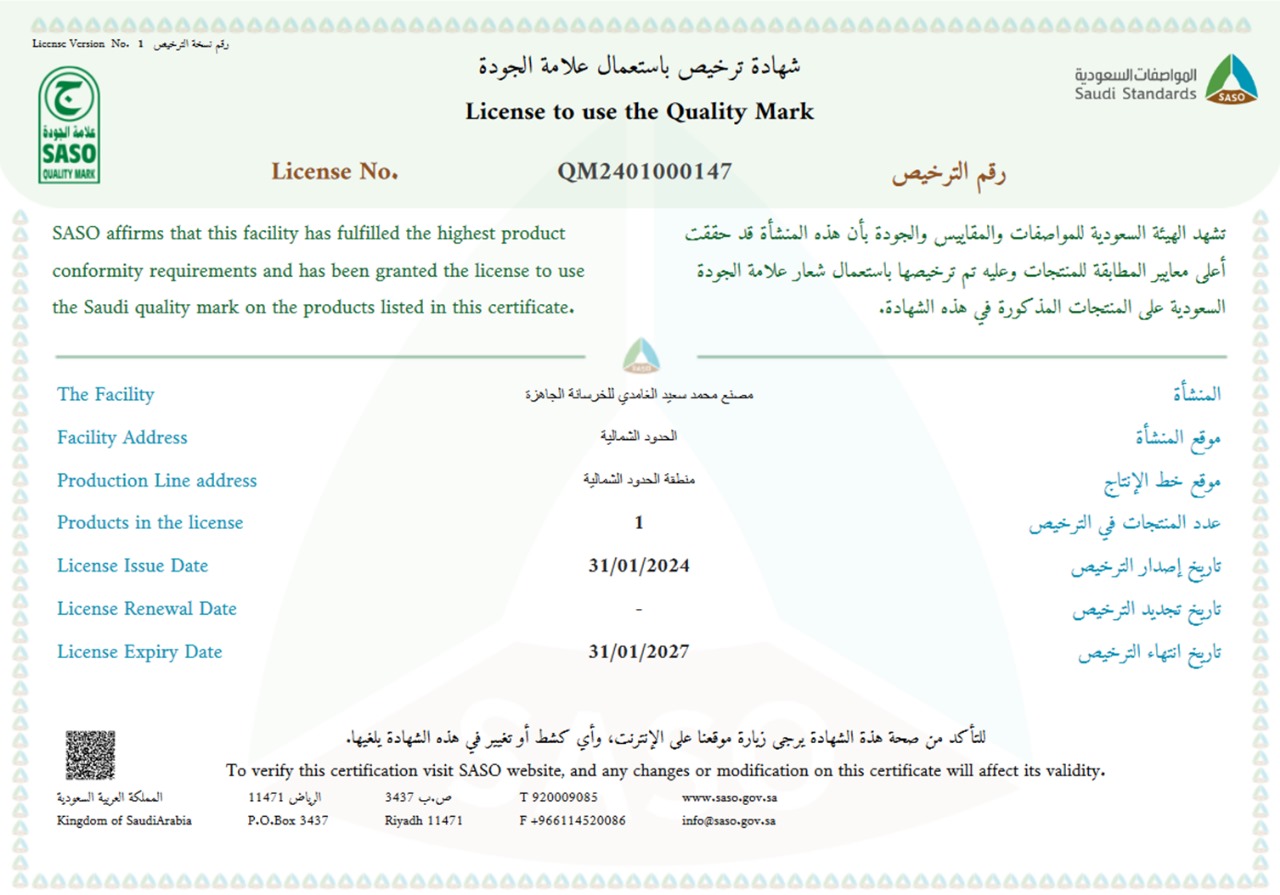 License Version No. 1 رقم نسخة الترخيص
شهادة ترخيص باستعمال علامة الجودة
License to use the Quality Mark
ج
علامة الجودة
SASO
QUALITY MARK
المواصفات السعودية
Saudi Standards
SASO
License No. QM2401000147 رقم الترخيص
SASO affirms that this facility has fulfilled the highest product
conformity requirements and has been granted the license to use
the Saudi quality mark on the products listed in this certificate.
تشهد الهيئة السعودية للمواصفات والمقاييس والجودة بأن هذه المنشأة قد حققت
أعلى معايير المطابقة للمنتجات وعليه تم ترخيصها باستعمال شعار علامة الجودة
السعودية على المنتجات المذكورة في هذه الشهادة.
SASO
The Facility مصنع محمد سعيد الغامدي للخرسانة الجاهزة المنشأة
Facility Address الحدود الشمالية موقع المنشأة
Production Line address منطقة الحدود الشمالية موقع خط الإنتاج
Products in the license 1 عدد المنتجات في الترخيص
License Issue Date 31/01/2024 تاريخ إصدار الترخيص
License Renewal Date - تاريخ تجديد الترخيص
License Expiry Date 31/01/2027 تاريخ انتهاء الترخيص
SASO
للتأكد من صحة هذة الشهادة يرجى زيارة موقعنا على الإنترنت، وأي كشط أو تغيير في هذه الشهادة يلغيها.
To verify this certification visit SASO website, and any changes or modification on this certificate will affect its validity.
المملكة العربية السعودية الرياض 11471 ص.ب 3437 T 920009085 www.saso.gov.sa
Kingdom of SaudiArabia P.O.Box 3437 Riyadh 11471 F +966114520086 info@saso.gov.sa